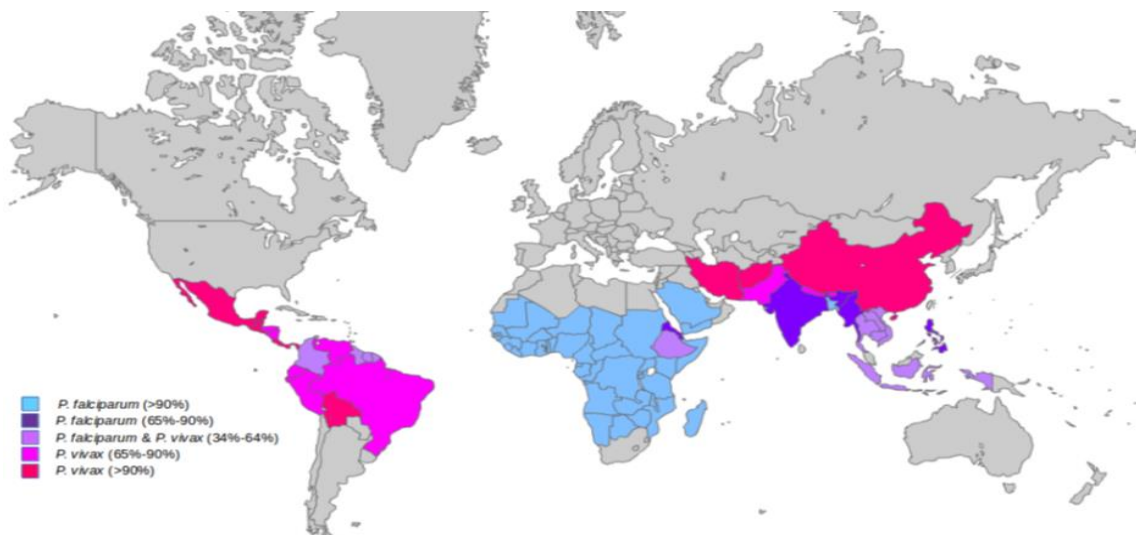 P. falciparum (>90%)
P. falciparum (65%-90%)
P. falciparum & P. vivax (34%-64%)
P. vivax (65%-90%)
P. vivax (>90%)